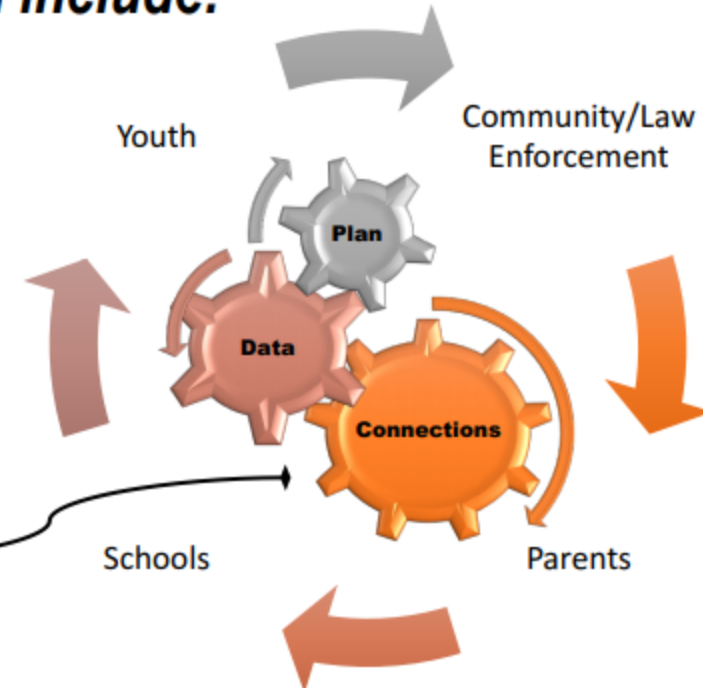 include:
Youth
Community/Law
Enforcement
Plan
Data
Connections
Schools
Parents